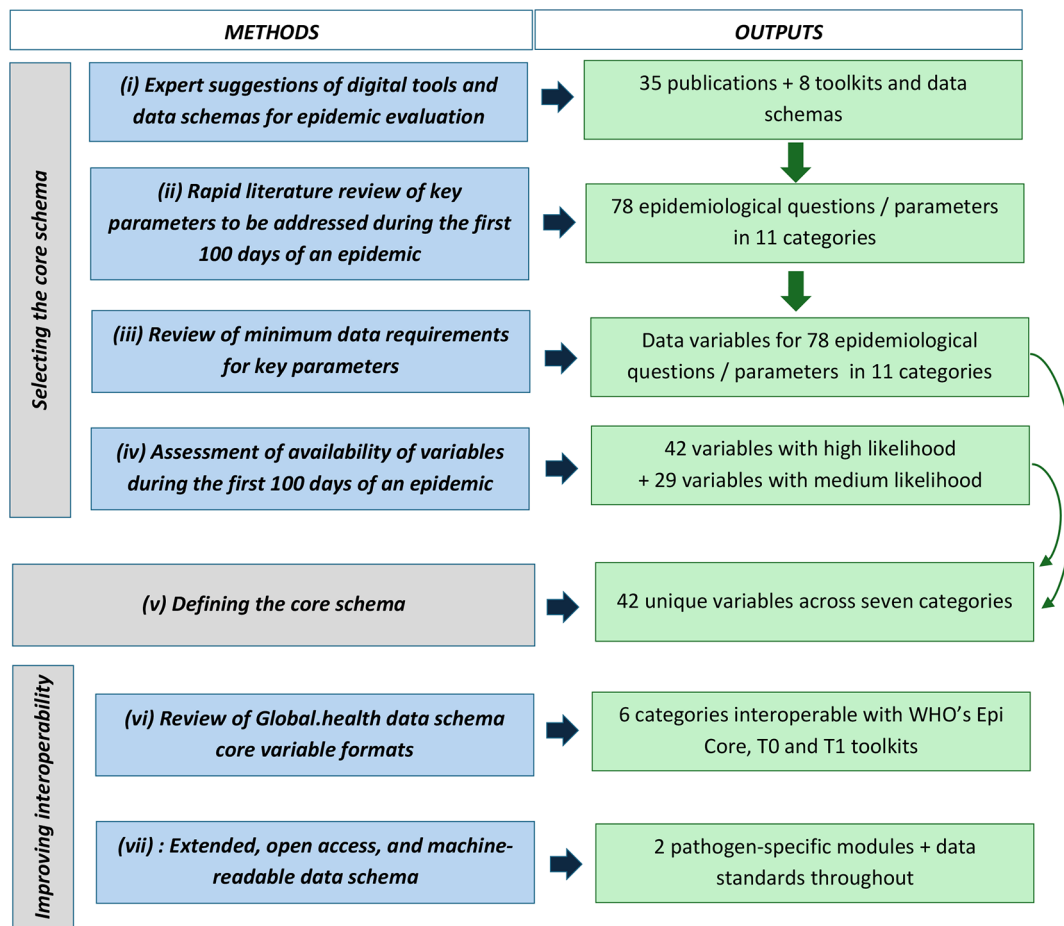 METHODS
OUTPUTS
Selecting the core schema
(i) Expert suggestions of digital tools and
data schemas for epidemic evaluation
35 publications + 8 toolkits and data
schemas
(ii) Rapid literature review of key
parameters to be addressed during the first
100 days of an epidemic
78 epidemiological questions / parameters
in 11 categories
(iii) Review of minimum data requirements
for key parameters
Data variables for 78 epidemiological
questions / parameters in 11 categories
(iv) Assessment of availability of variables
during the first 100 days of an epidemic
42 variables with high likelihood
+ 29 variables with medium likelihood
(v) Defining the core schema
42 unique variables across seven categories
Improving interoperability
(vi) Review of Global.health data schema
core variable formats
6 categories interoperable with WHO’s Epi
Core, T0 and T1 toolkits
(vii) : Extended, open access, and machine-
readable data schema
2 pathogen-specific modules + data
standards throughout